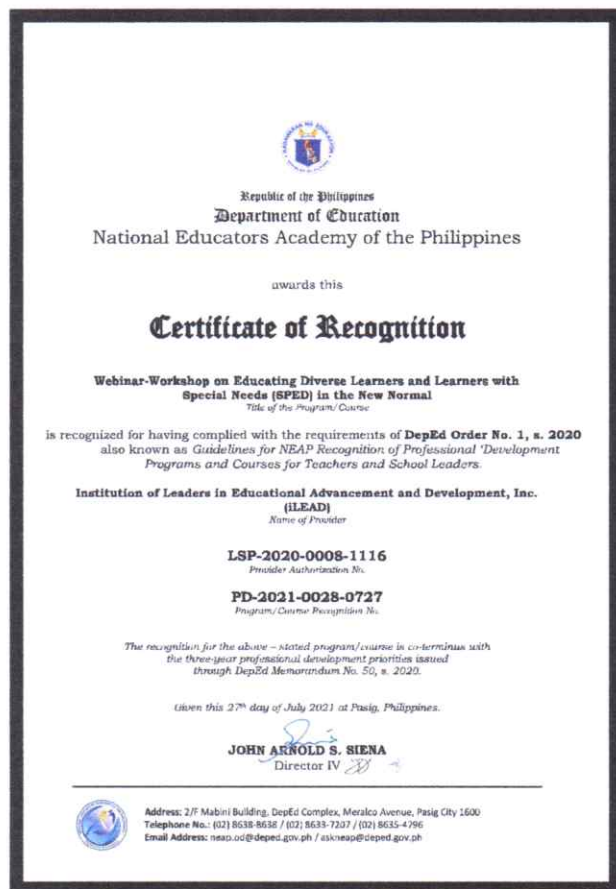 Republic of the Philippines
Department of Education
National Educators Academy of the Philippines
awards this
Certificate of Recognition
Webinar-Workshop on Educating Diverse Learners and Learners with
Special Needs (SPED) in the New Normal
Title of the Program/Course
is recognized for having complied with the requirements of DepEd Order No. 1, s. 2020
also known as Guidelines for NEAP Recognition of Professional 'Development
Programs and Courses for Teachers and School Leaders.
Institution of Leaders in Educational Advancement and Development, Inc.
(iLEAD)
Name of Provider
LSP-2020-0008-1116
Provider Authorization No.
PD-2021-0028-0727
Program/Course Recognition No.
The recognition for the above – stated program/course is co-terminus with
the three-year professional development priorities issued
through DepEd Memorandum No. 50, s. 2020.
Given this 27th day of July 2021 at Pasig, Philippines.
JOHN ARNOLD S. SIENA
Director IV
Address: 2/F Mabini Building, DepEd Complex, Meralco Avenue, Pasig City 1600
Telephone No.: (02) 8638-8638 / (02) 8633-7207 / (02) 8635-4796
Email Address: neap.od@deped.gov.ph / askneap@deped.gov.ph